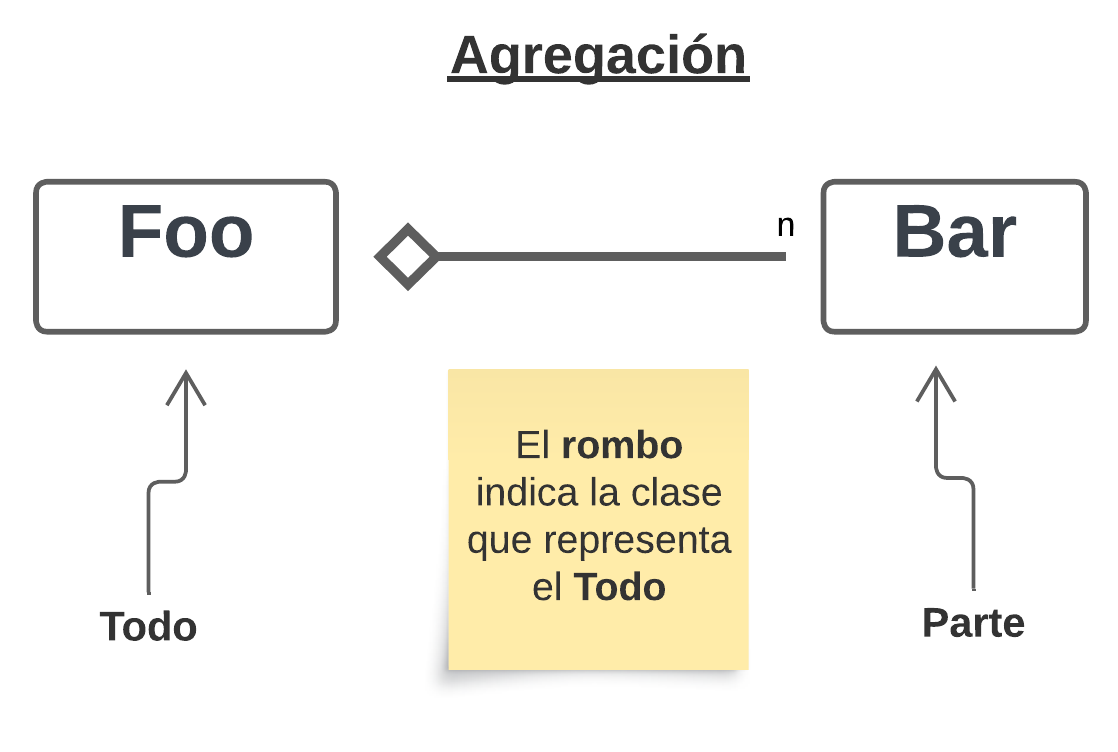 Agregación
Foo
n
Bar
El rombo
indica la clase
que representa
el Todo
Todo
Parte